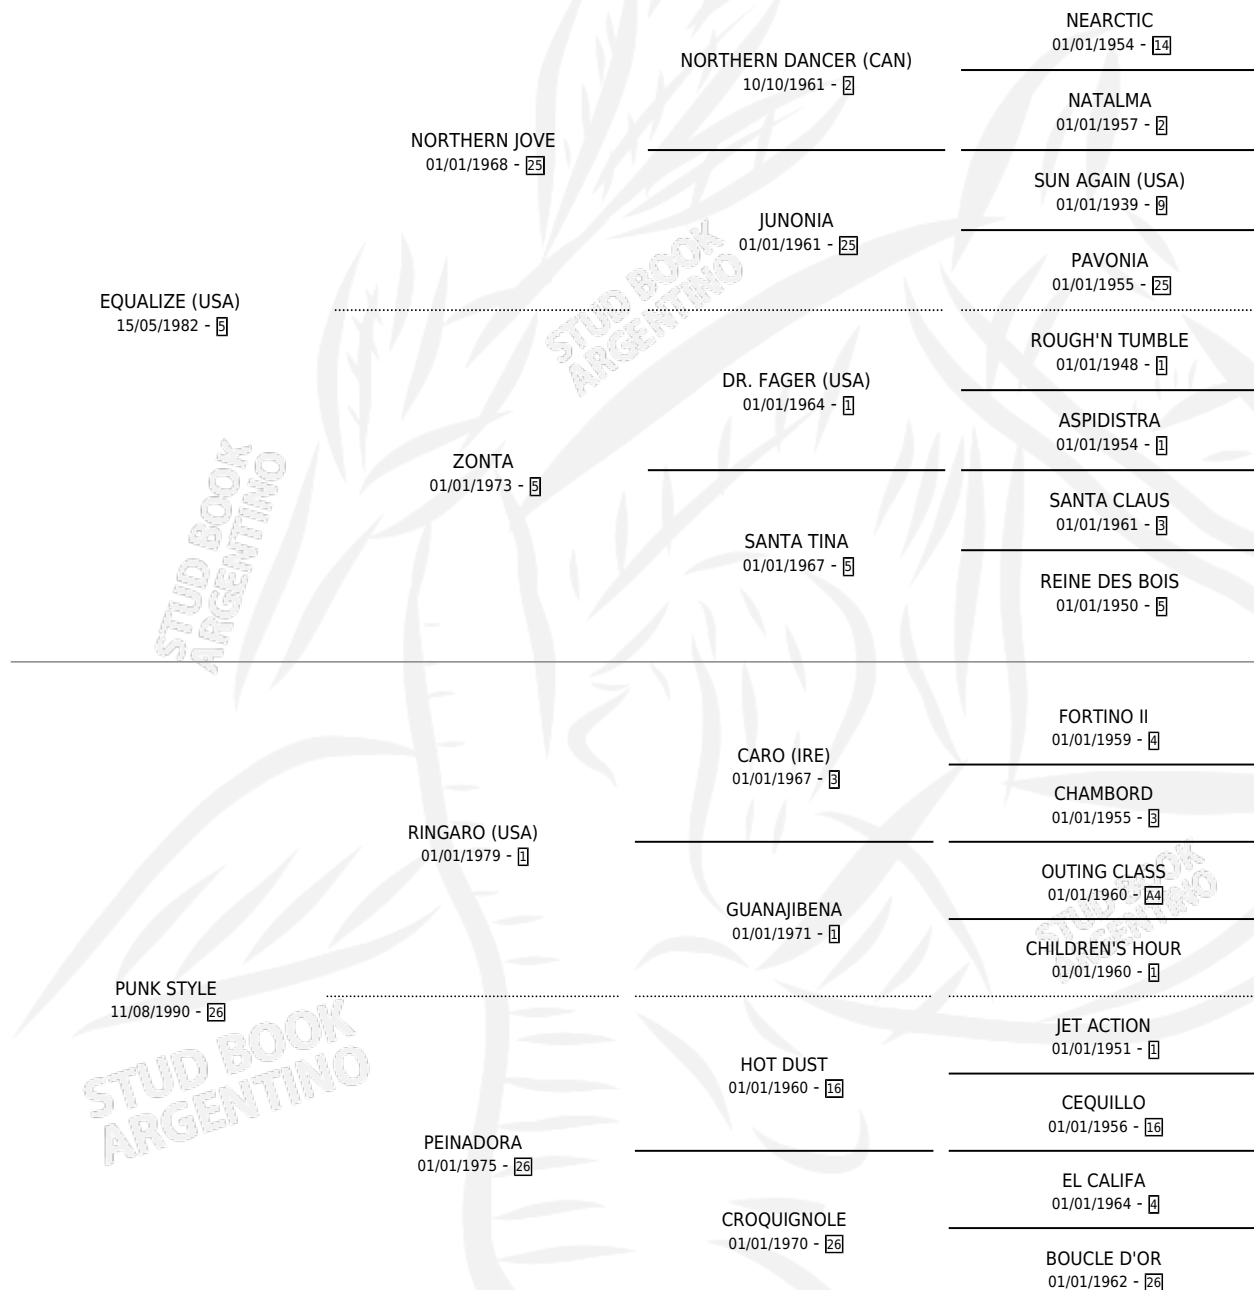 EQUALIZE (USA)
15/05/1982 - 5
NORTHERN JOVE
01/01/1968 - 25
NORTHERN DANCER (CAN)
10/10/1961 - 2
NEARCTIC
01/01/1954 - 14
NATALMA
01/01/1957 - 2
JUNONIA
01/01/1961 - 25
SUN AGAIN (USA)
01/01/1939 - 9
PAVONIA
01/01/1955 - 25
ZONTA
01/01/1973 - 5
DR. FAGER (USA)
01/01/1964 - 1
ROUGH'N TUMBLE
01/01/1948 - 1
ASPIDISTRA
01/01/1954 - 1
SANTA TINA
01/01/1967 - 5
SANTA CLAUS
01/01/1961 - 3
REINE DES BOIS
01/01/1950 - 5
PUNK STYLE
11/08/1990 - 26
RINGARO (USA)
01/01/1979 - 1
CARO (IRE)
01/01/1967 - 3
FORTINO II
01/01/1959 - 4
CHAMBORD
01/01/1955 - 3
GUANAJIBENA
01/01/1971 - 1
OUTING CLASS
01/01/1960 - A4
CHILDREN'S HOUR
01/01/1960 - 1
PEINADORA
01/01/1975 - 26
HOT DUST
01/01/1960 - 16
JET ACTION
01/01/1951 - 1
CEQUILLO
01/01/1956 - 16
CROQUIGNOLE
01/01/1970 - 26
EL CALIFA
01/01/1964 - 4
BOUCLE D'OR
01/01/1962 - 26
STUD BOOK
ARGENTINO
STUD BOOK
ARGENTINO
STUD BOOK
ARGENTINO
STUD BOOK
ARGENTINO